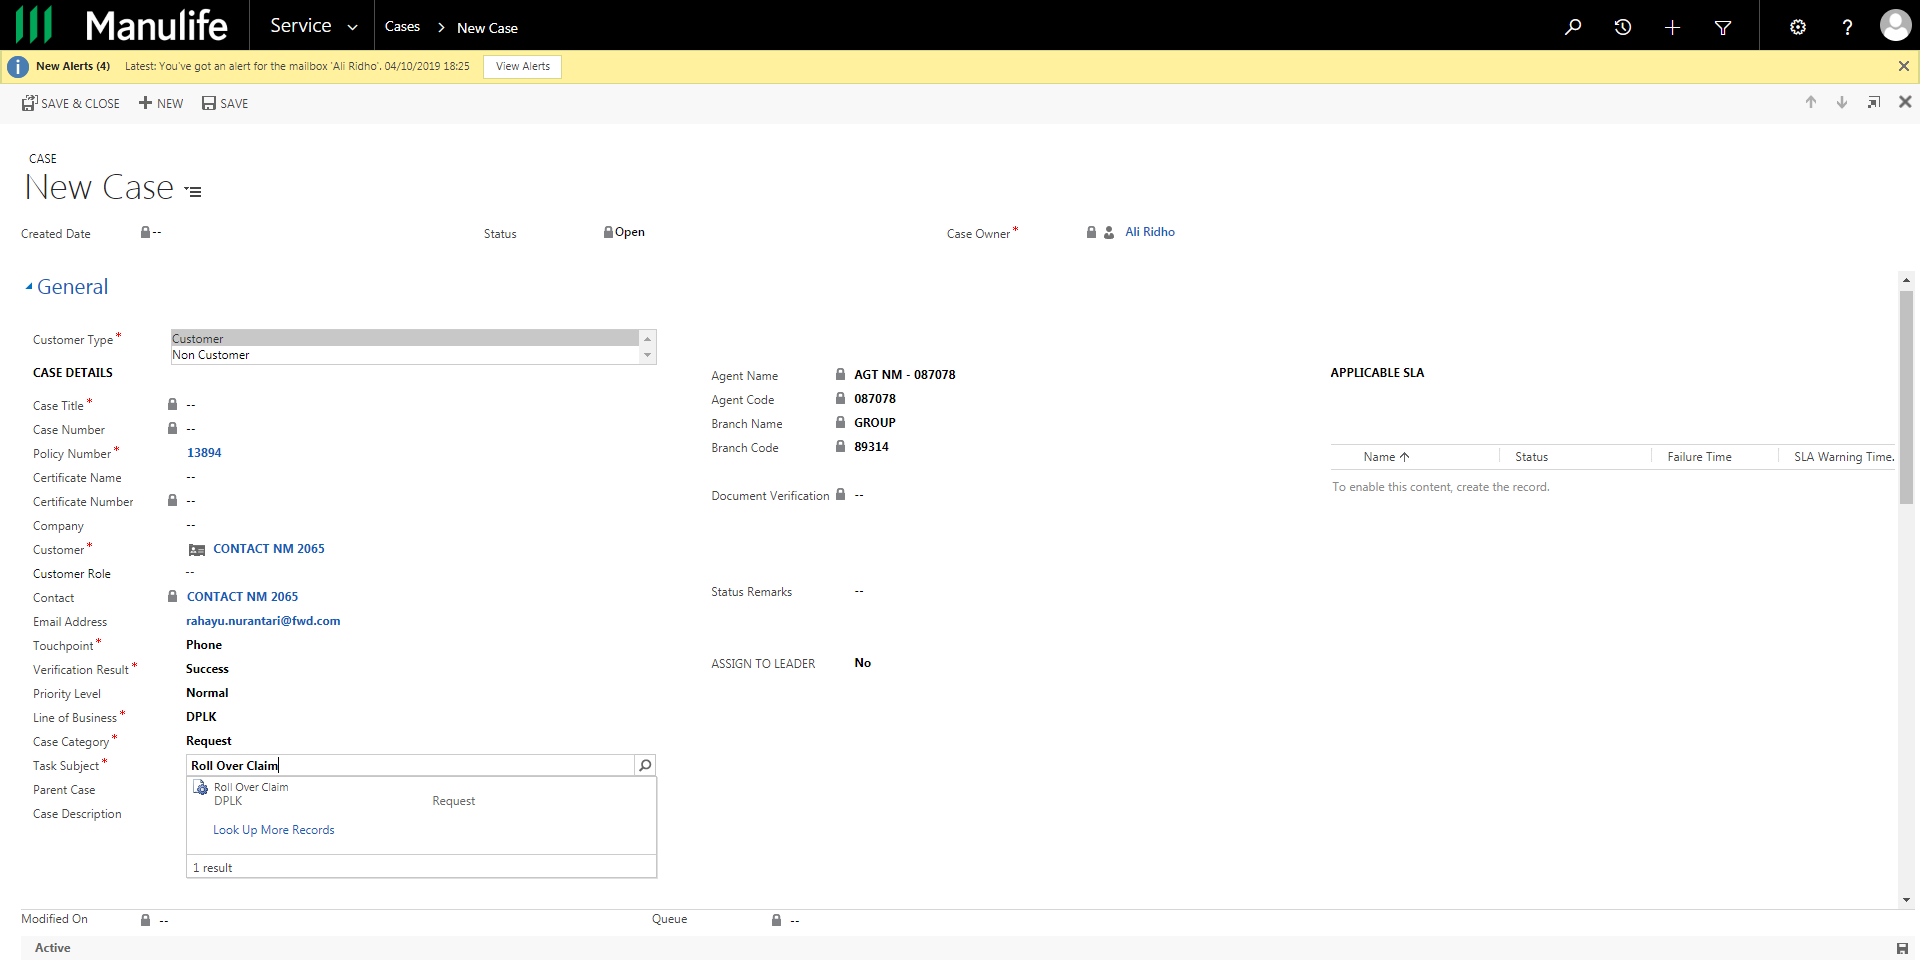 Manulife
Service
Cases > New Case
New Alerts (4) Latest: You've got an alert for the mailbox 'Ali Ridho'. 04/10/2019 18:25 View Alerts
SAVE & CLOSE NEW SAVE
CASE
New Case
Created Date -- Status Open Case Owner* Ali Ridho
General
Customer Type* Customer
Non Customer
CASE DETAILS
Case Title* --
Case Number --
Policy Number* 13894
Certificate Name --
Certificate Number --
Company --
Customer* CONTACT NM 2065
Customer Role --
Contact CONTACT NM 2065
Email Address rahayu.nurantari@fwd.com
Touchpoint* Phone
Verification Result* Success
Priority Level Normal
Line of Business* DPLK
Case Category* Request
Task Subject* Roll Over Claim
Roll Over Claim
DPLK Request
Look Up More Records
1 result
Parent Case
Case Description
Agent Name AGT NM - 087078
Agent Code 087078
Branch Name GROUP
Branch Code 89314
Document Verification --
Status Remarks --
ASSIGN TO LEADER No
APPLICABLE SLA
Name Status Failure Time SLA Warning Time.
To enable this content, create the record.
Modified On -- Queue --
Active